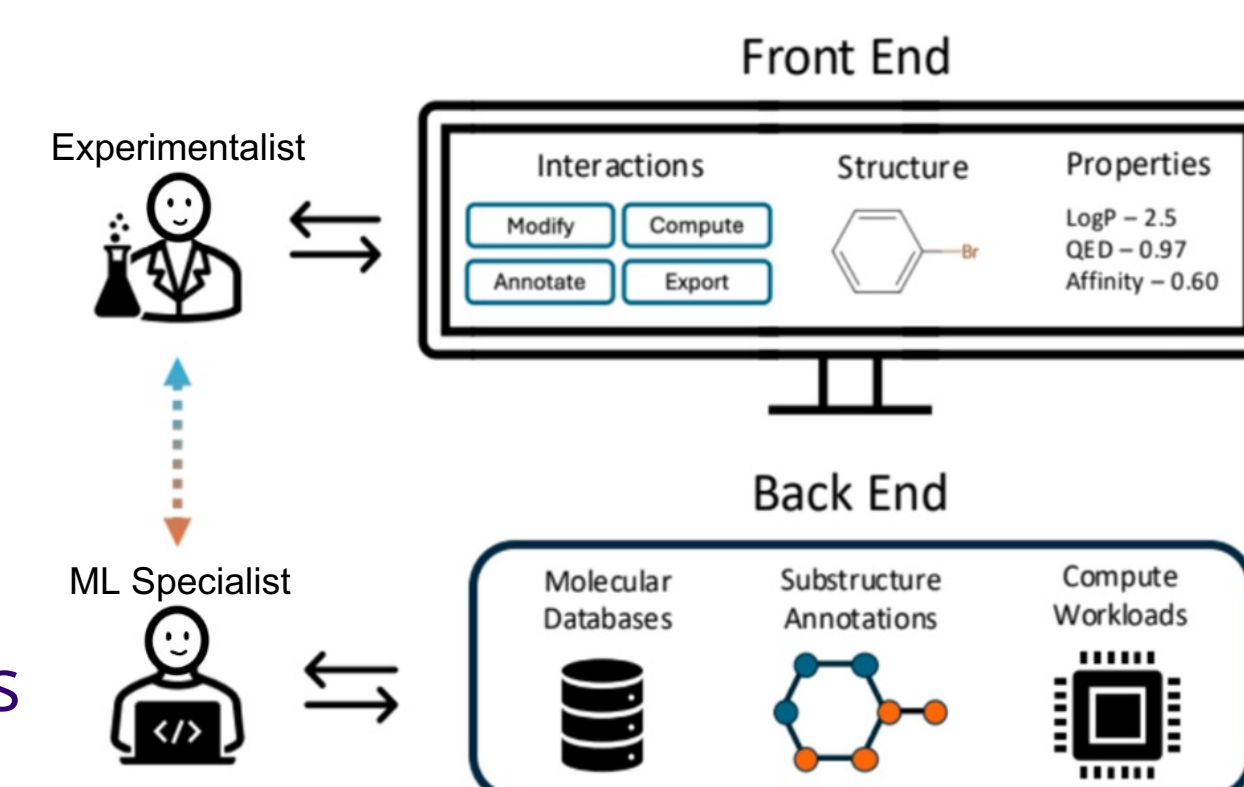 Front End
Experimentalist
Interactions
Structure
Properties
Modify
Compute
Annotate
Export
Br
LogP – 2.5
QED – 0.97
Affinity – 0.60
Back End
ML Specialist
Molecular
Databases
Substructure
Annotations
Compute
Workloads
s
</>